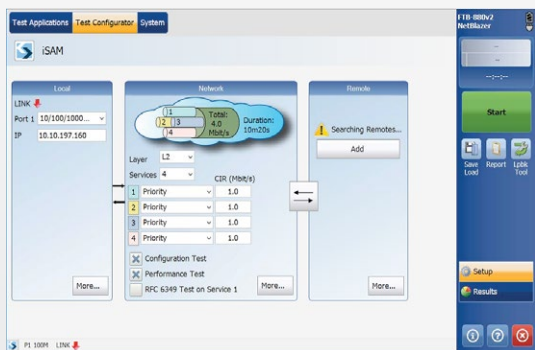 Test Applications Test Configurator System
FTB-880v2
NetBlazer
iSAM
--
--
--:--:--
Start
Save
Load
Report
Lpbk
Tool
Setup
Results
Local
LINK
Port 1 10/100/1000...
IP 10.10.197.160
More...
Network
1
2 3
4
Total:
4.0
Mbit/s
Duration:
10m20s
Layer L2
Services 4
CIR (Mbit/s)
1 Priority 1.0
2 Priority 1.0
3 Priority 1.0
4 Priority 1.0
Configuration Test
Performance Test
RFC 6349 Test on Service 1
More...
Remote
Searching Remotes...
Add
More...
P1 100M LINK